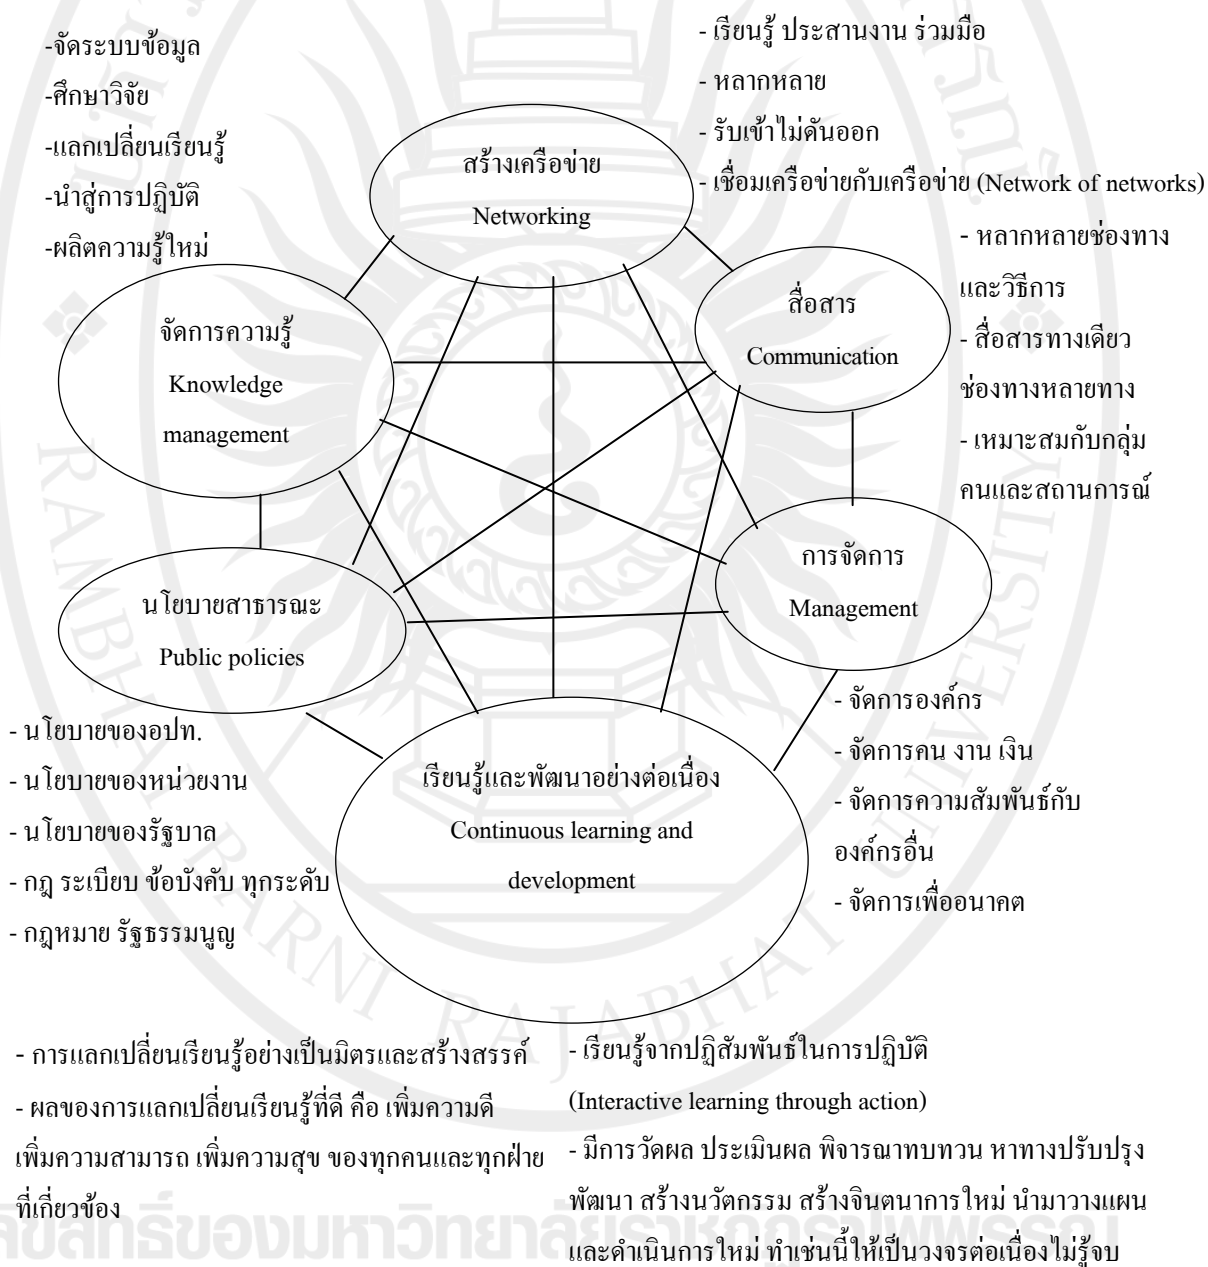 -จัดระบบข้อมูล
-ศึกษาวิจัย
-แลกเปลี่ยนเรียนรู้
-นำสู่การปฏิบัติ
-ผลิตความรู้ใหม่
- เรียนรู้ ประสานงาน ร่วมมือ
- หลากหลาย
- รับเข้าไม่ดันออก
- เชื่อมเครือข่ายกับเครือข่าย (Network of networks)
สร้างเครือข่าย
Networking
- หลากหลายช่องทาง
และวิธีการ
- สื่อสารทางเดียว
ช่องทางหลายทาง
- เหมาะสมกับกลุ่ม
คนและสถานการณ์
สื่อสาร
Communication
จัดการความรู้
Knowledge
management
การจัดการ
Management
นโยบายสาธารณะ
Public policies
- จัดการองค์กร
- จัดการคน งาน เงิน
- จัดการความสัมพันธ์กับ
องค์กรอื่น
- จัดการเพื่ออนาคต
- นโยบายของอปท.
- นโยบายของหน่วยงาน
- นโยบายของรัฐบาล
- กฎ ระเบียบ ข้อบังคับ ทุกระดับ
- กฎหมาย รัฐธรรมนูญ
เรียนรู้และพัฒนาอย่างต่อเนื่อง
Continuous learning and
development
- การแลกเปลี่ยนเรียนรู้อย่างเป็นมิตรและสร้างสรรค์
- ผลของการแลกเปลี่ยนเรียนรู้ที่ดี คือ เพิ่มความดี
เพิ่มความสามารถ เพิ่มความสุข ของทุกคนและทุกฝ่าย
ที่เกี่ยวข้อง
- เรียนรู้จากปฏิสัมพันธ์ในการปฏิบัติ
(Interactive learning through action)
- มีการวัดผล ประเมินผล พิจารณาทบทวน หาทางปรับปรุง
พัฒนา สร้างนวัตกรรม สร้างจินตนาการใหม่ นำมาวางแผน
และดำเนินการใหม่ ทำเช่นนี้ให้เป็นวงจรต่อเนื่องไม่รู้จบ
RAMBHAI BARNI RAJABHAT UNIVERSITY